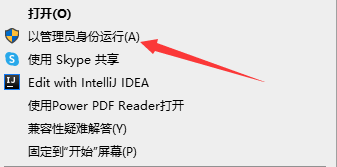 打开(O)
以管理员身份运行(A)
使用 Skype 共享
Edit with IntelliJ IDEA
使用Power PDF Reader打开
兼容性疑难解答(Y)
固定到"开始"屏幕(P)